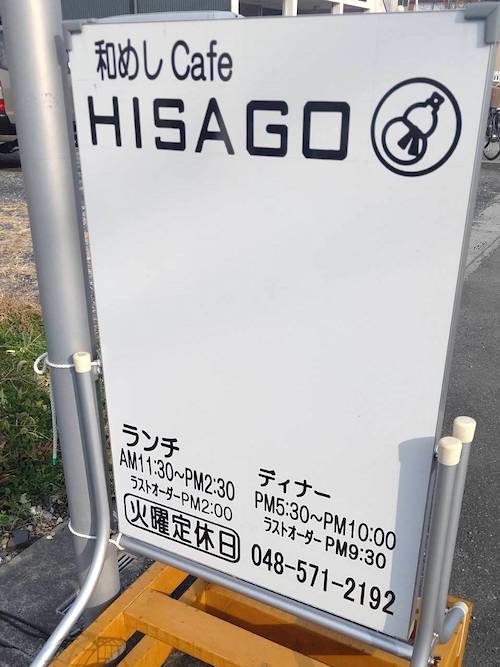 和めし Cafe
HISAGO
ランチ
AM11:30～PM2:30
ラストオーダーPM2:00
火曜定休日
ディナー
PM5:30～PM10:00
ラストオーダーPM9:30
048-571-2192